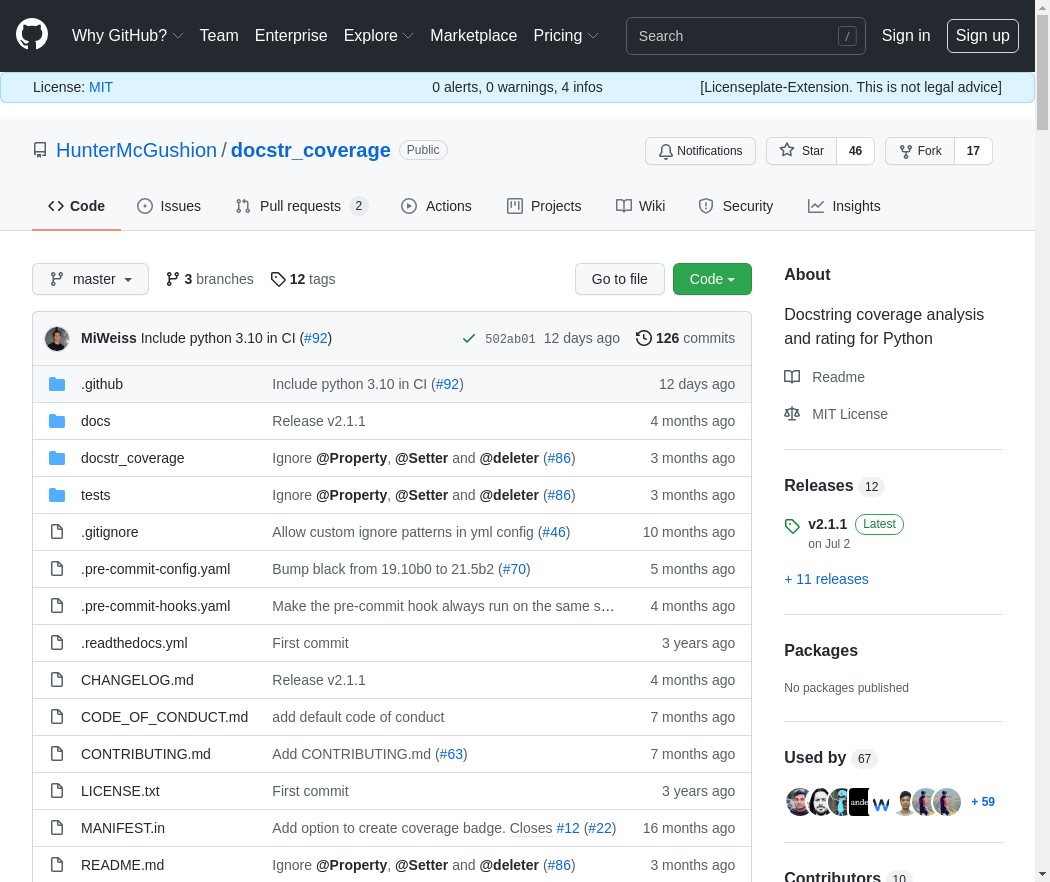 Why GitHub? Team Enterprise Explore Marketplace Pricing Search / Sign in Sign up
License: MIT 0 alerts, 0 warnings, 4 infos [Licenseplate-Extension. This is not legal advice]
HunterMcGushion / docstr_coverage Public Notifications Star 46 Fork 17
Code Issues Pull requests 2 Actions Projects Wiki Security Insights
master 3 branches 12 tags Go to file Code
MiWeiss Include python 3.10 in CI (#92) 502ab01 12 days ago 126 commits
.github Include python 3.10 in CI (#92) 12 days ago
docs Release v2.1.1 4 months ago
docstr_coverage Ignore @Property, @Setter and @deleter (#86) 3 months ago
tests Ignore @Property, @Setter and @deleter (#86) 3 months ago
.gitignore Allow custom ignore patterns in yml config (#46) 10 months ago
.pre-commit-config.yaml Bump black from 19.10b0 to 21.5b2 (#70) 5 months ago
.pre-commit-hooks.yaml Make the pre-commit hook always run on the same s… 4 months ago
.readthedocs.yml First commit 3 years ago
CHANGELOG.md Release v2.1.1 4 months ago
CODE_OF_CONDUCT.md add default code of conduct 7 months ago
CONTRIBUTING.md Add CONTRIBUTING.md (#63) 7 months ago
LICENSE.txt First commit 3 years ago
MANIFEST.in Add option to create coverage badge. Closes #12 (#22) 16 months ago
README.md Ignore @Property, @Setter and @deleter (#86) 3 months ago
About
Docstring coverage analysis
and rating for Python
Readme
MIT License
Releases 12
v2.1.1 Latest
on Jul 2
+ 11 releases
Packages
No packages published
Used by 67
ande W + 59
Contributors 10